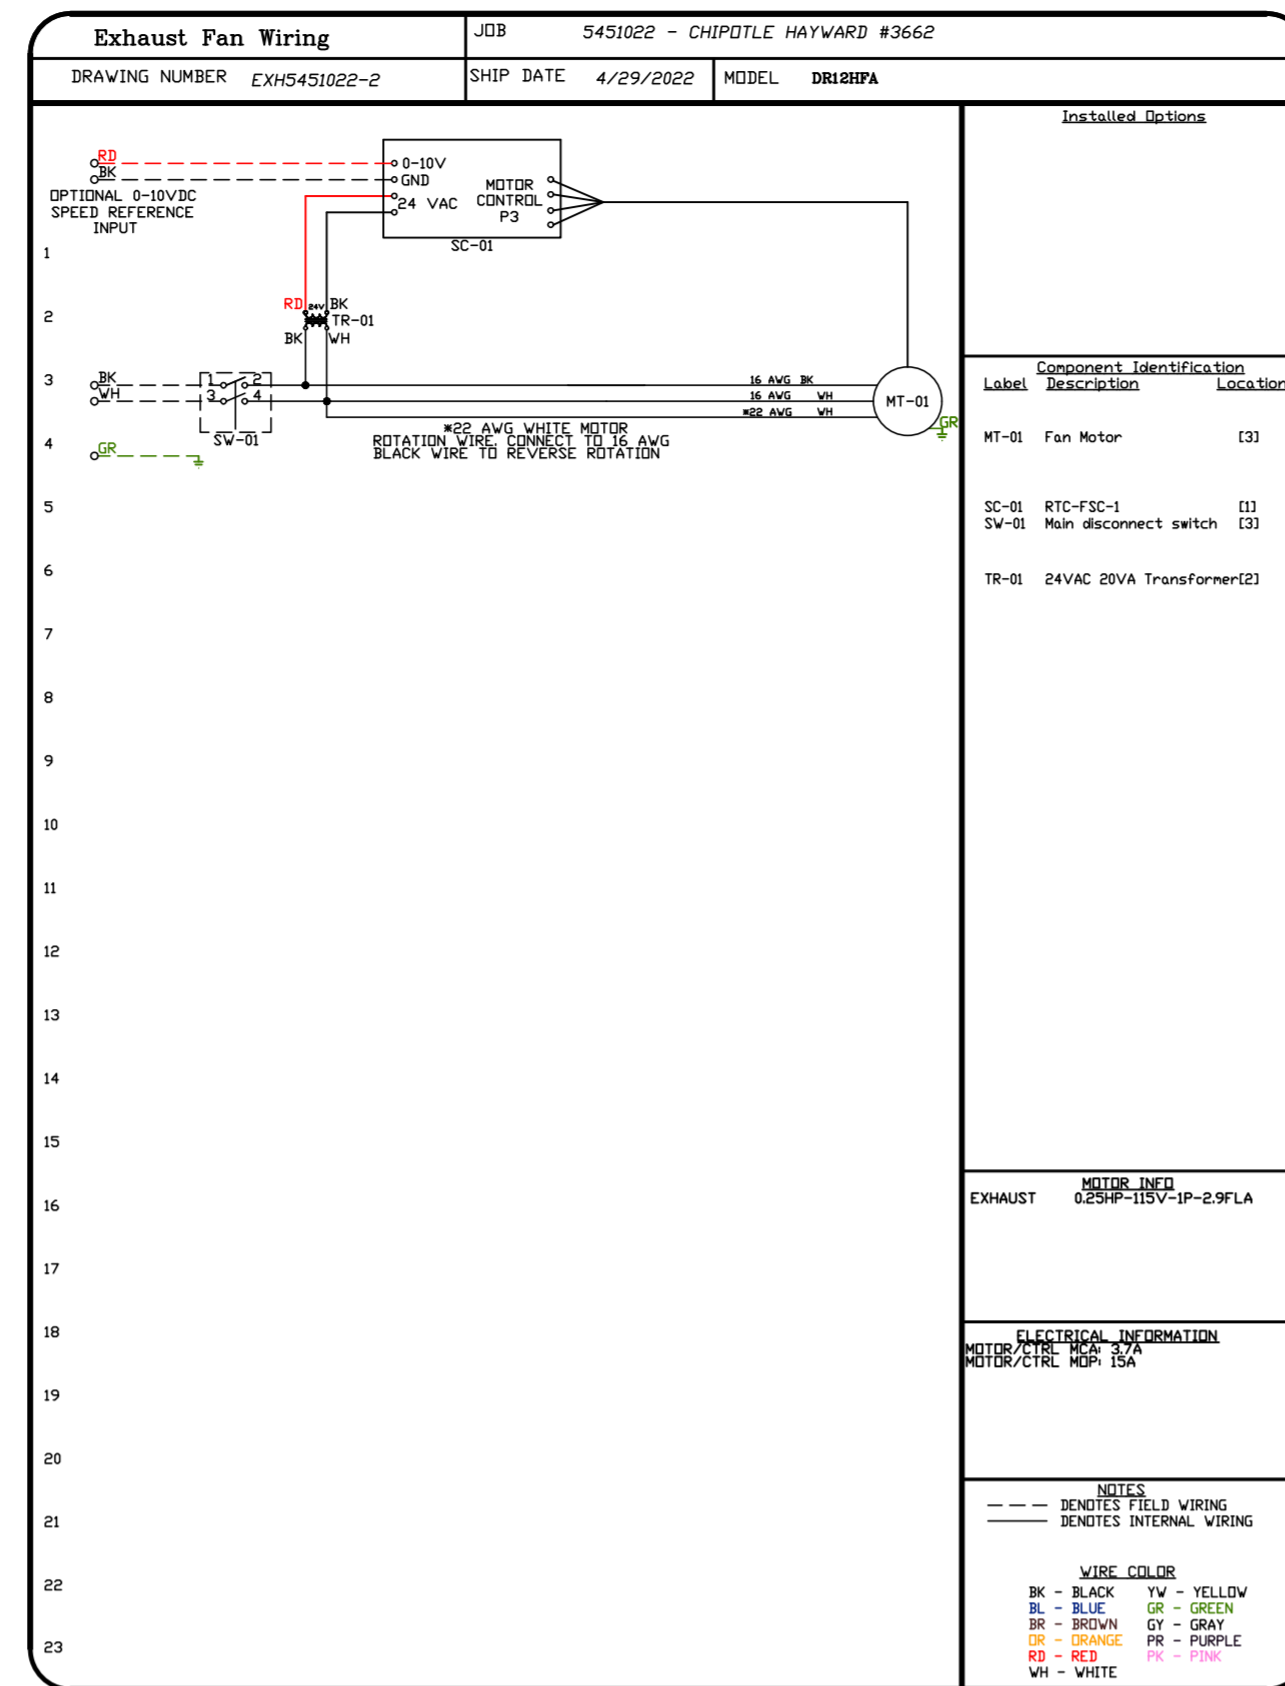 Exhaust Fan Wiring
JOB 5451022 - CHIPOTLE HAYWARD #3662
DRAWING NUMBER EXH5451022-2
SHIP DATE 4/29/2022
MODEL DR12HFA
RD
BK
OPTIONAL 0-10VDC
SPEED REFERENCE
INPUT
0-10V
GND
24 VAC
MOTOR
CONTROL
P3
SC-01
RD 24V BK
TR-01
BK WH
BK
WH
1 2
3 4
SW-01
GR
16 AWG BK
16 AWG WH
*22 AWG WH
MT-01
GR
*22 AWG WHITE MOTOR
ROTATION WIRE. CONNECT TO 16 AWG
BLACK WIRE TO REVERSE ROTATION
1
2
3
4
5
6
7
8
9
10
11
12
13
14
15
16
17
18
19
20
21
22
23
Installed Options
Component Identification
Label Description Location
MT-01 Fan Motor [3]
SC-01 RTC-FSC-1 [1]
SW-01 Main disconnect switch [3]
TR-01 24VAC 20VA Transformer[2]
MOTOR INFO
EXHAUST 0.25HP-115V-1P-2.9FLA
ELECTRICAL INFORMATION
MOTOR/CTRL MCA: 3.7A
MOTOR/CTRL MOP: 15A
NOTES
DENOTES FIELD WIRING
DENOTES INTERNAL WIRING
WIRE COLOR
BK - BLACK YW - YELLOW
BL - BLUE GR - GREEN
BR - BROWN GY - GRAY
OR - ORANGE PR - PURPLE
RD - RED PK - PINK
WH - WHITE